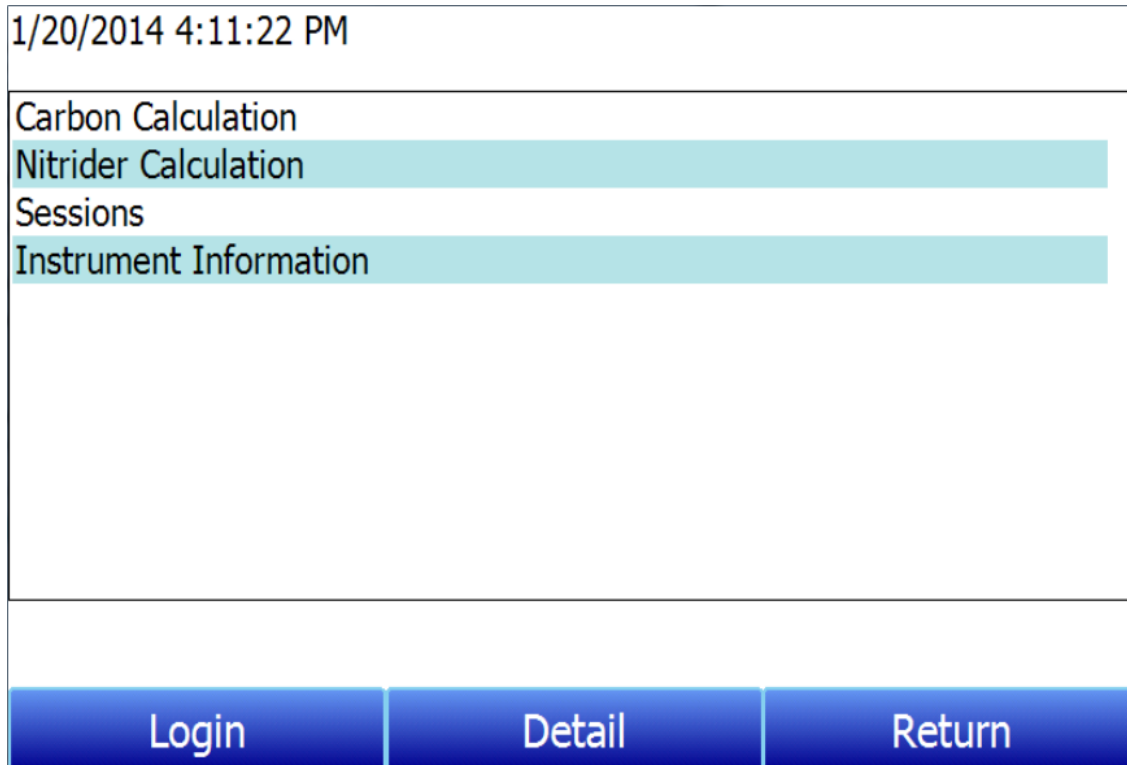 1/20/2014 4:11:22 PM
Carbon Calculation
Nitrider Calculation
Sessions
Instrument Information
Login Detail Return